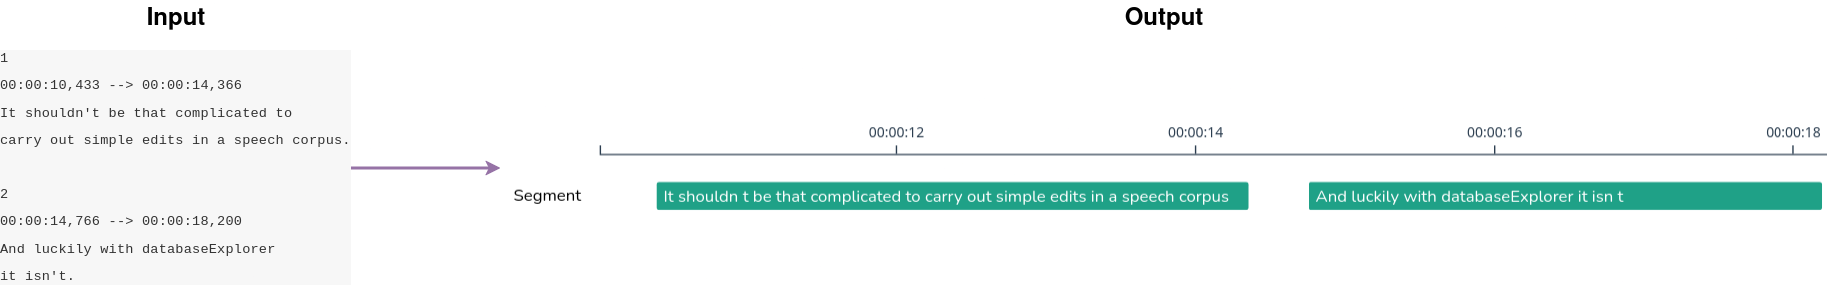 Input
Output
1
00:00:10,433 --> 00:00:14,366
It shouldn't be that complicated to
carry out simple edits in a speech corpus.
2
00:00:14,766 --> 00:00:18,200
And luckily with databaseExplorer
it isn't.
00:00:12
00:00:14
00:00:16
00:00:18
Segment
It shouldn t be that complicated to carry out simple edits in a speech corpus
And luckily with databaseExplorer it isn t